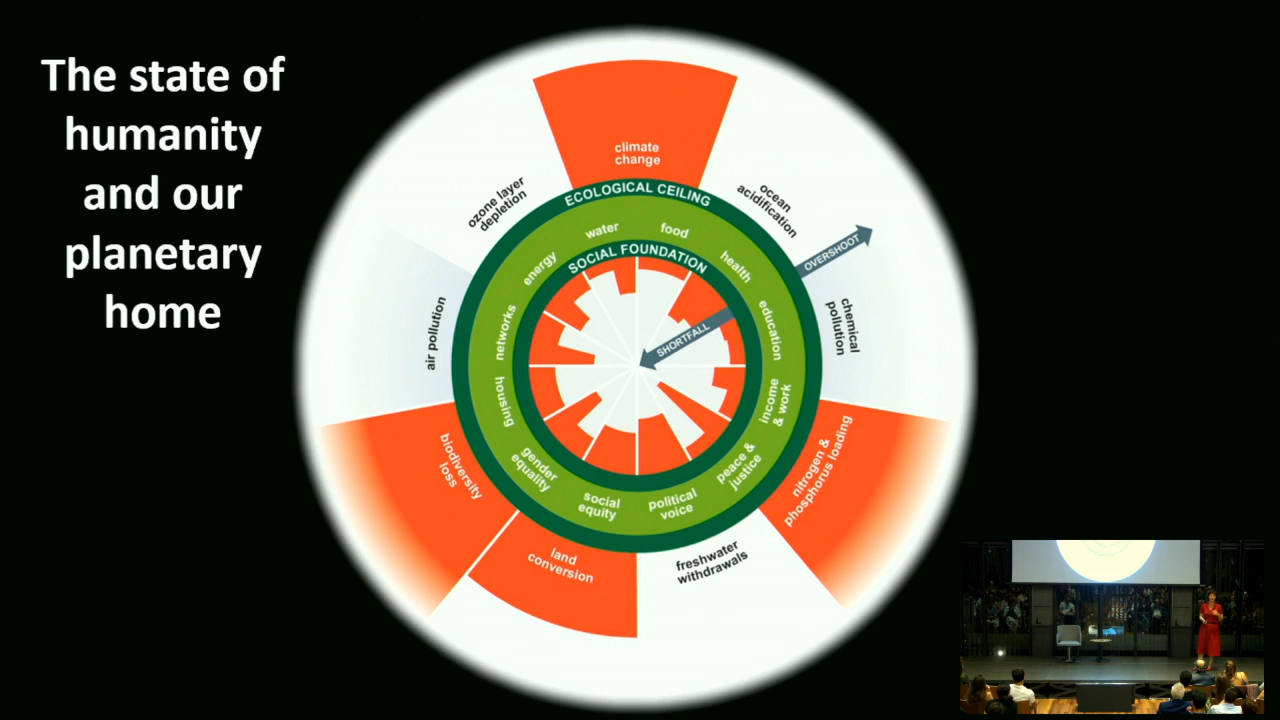 The state of
humanity
and our
planetary
home
climate
change
ozone layer
depletion
ocean
acidification
ECOLOGICAL CEILING
OVERSHOOT
water
food
energy
health
SOCIAL FOUNDATION
air pollution
networks
SHORTFALL
education
chemical
pollution
housing
income
& work
biodiversity
loss
gender
equality
social
equity
political
voice
peace &
justice
nitrogen &
phosphorus loading
land
conversion
freshwater
withdrawals